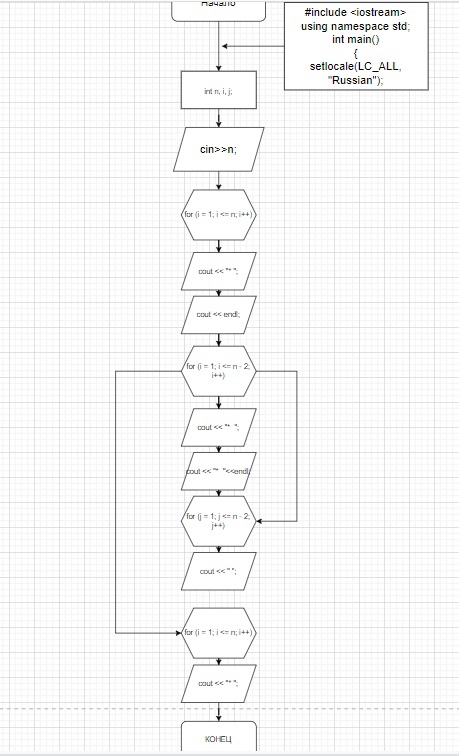 Начало
#include <iostream>
using namespace std;
int main()
{
setlocale(LC_ALL,
"Russian");
int n, i, j;
cin>>n;
for (i = 1; i <= n; i++)
cout << "* ";
cout << endl;
for (i = 1; i <= n - 2;
i++)
cout << "* ";
cout << "* "<<endl;
for (j = 1; j <= n - 2;
j++)
cout << " ";
for (i = 1; i <= n; i++)
cout << "* ";
КОНЕЦ